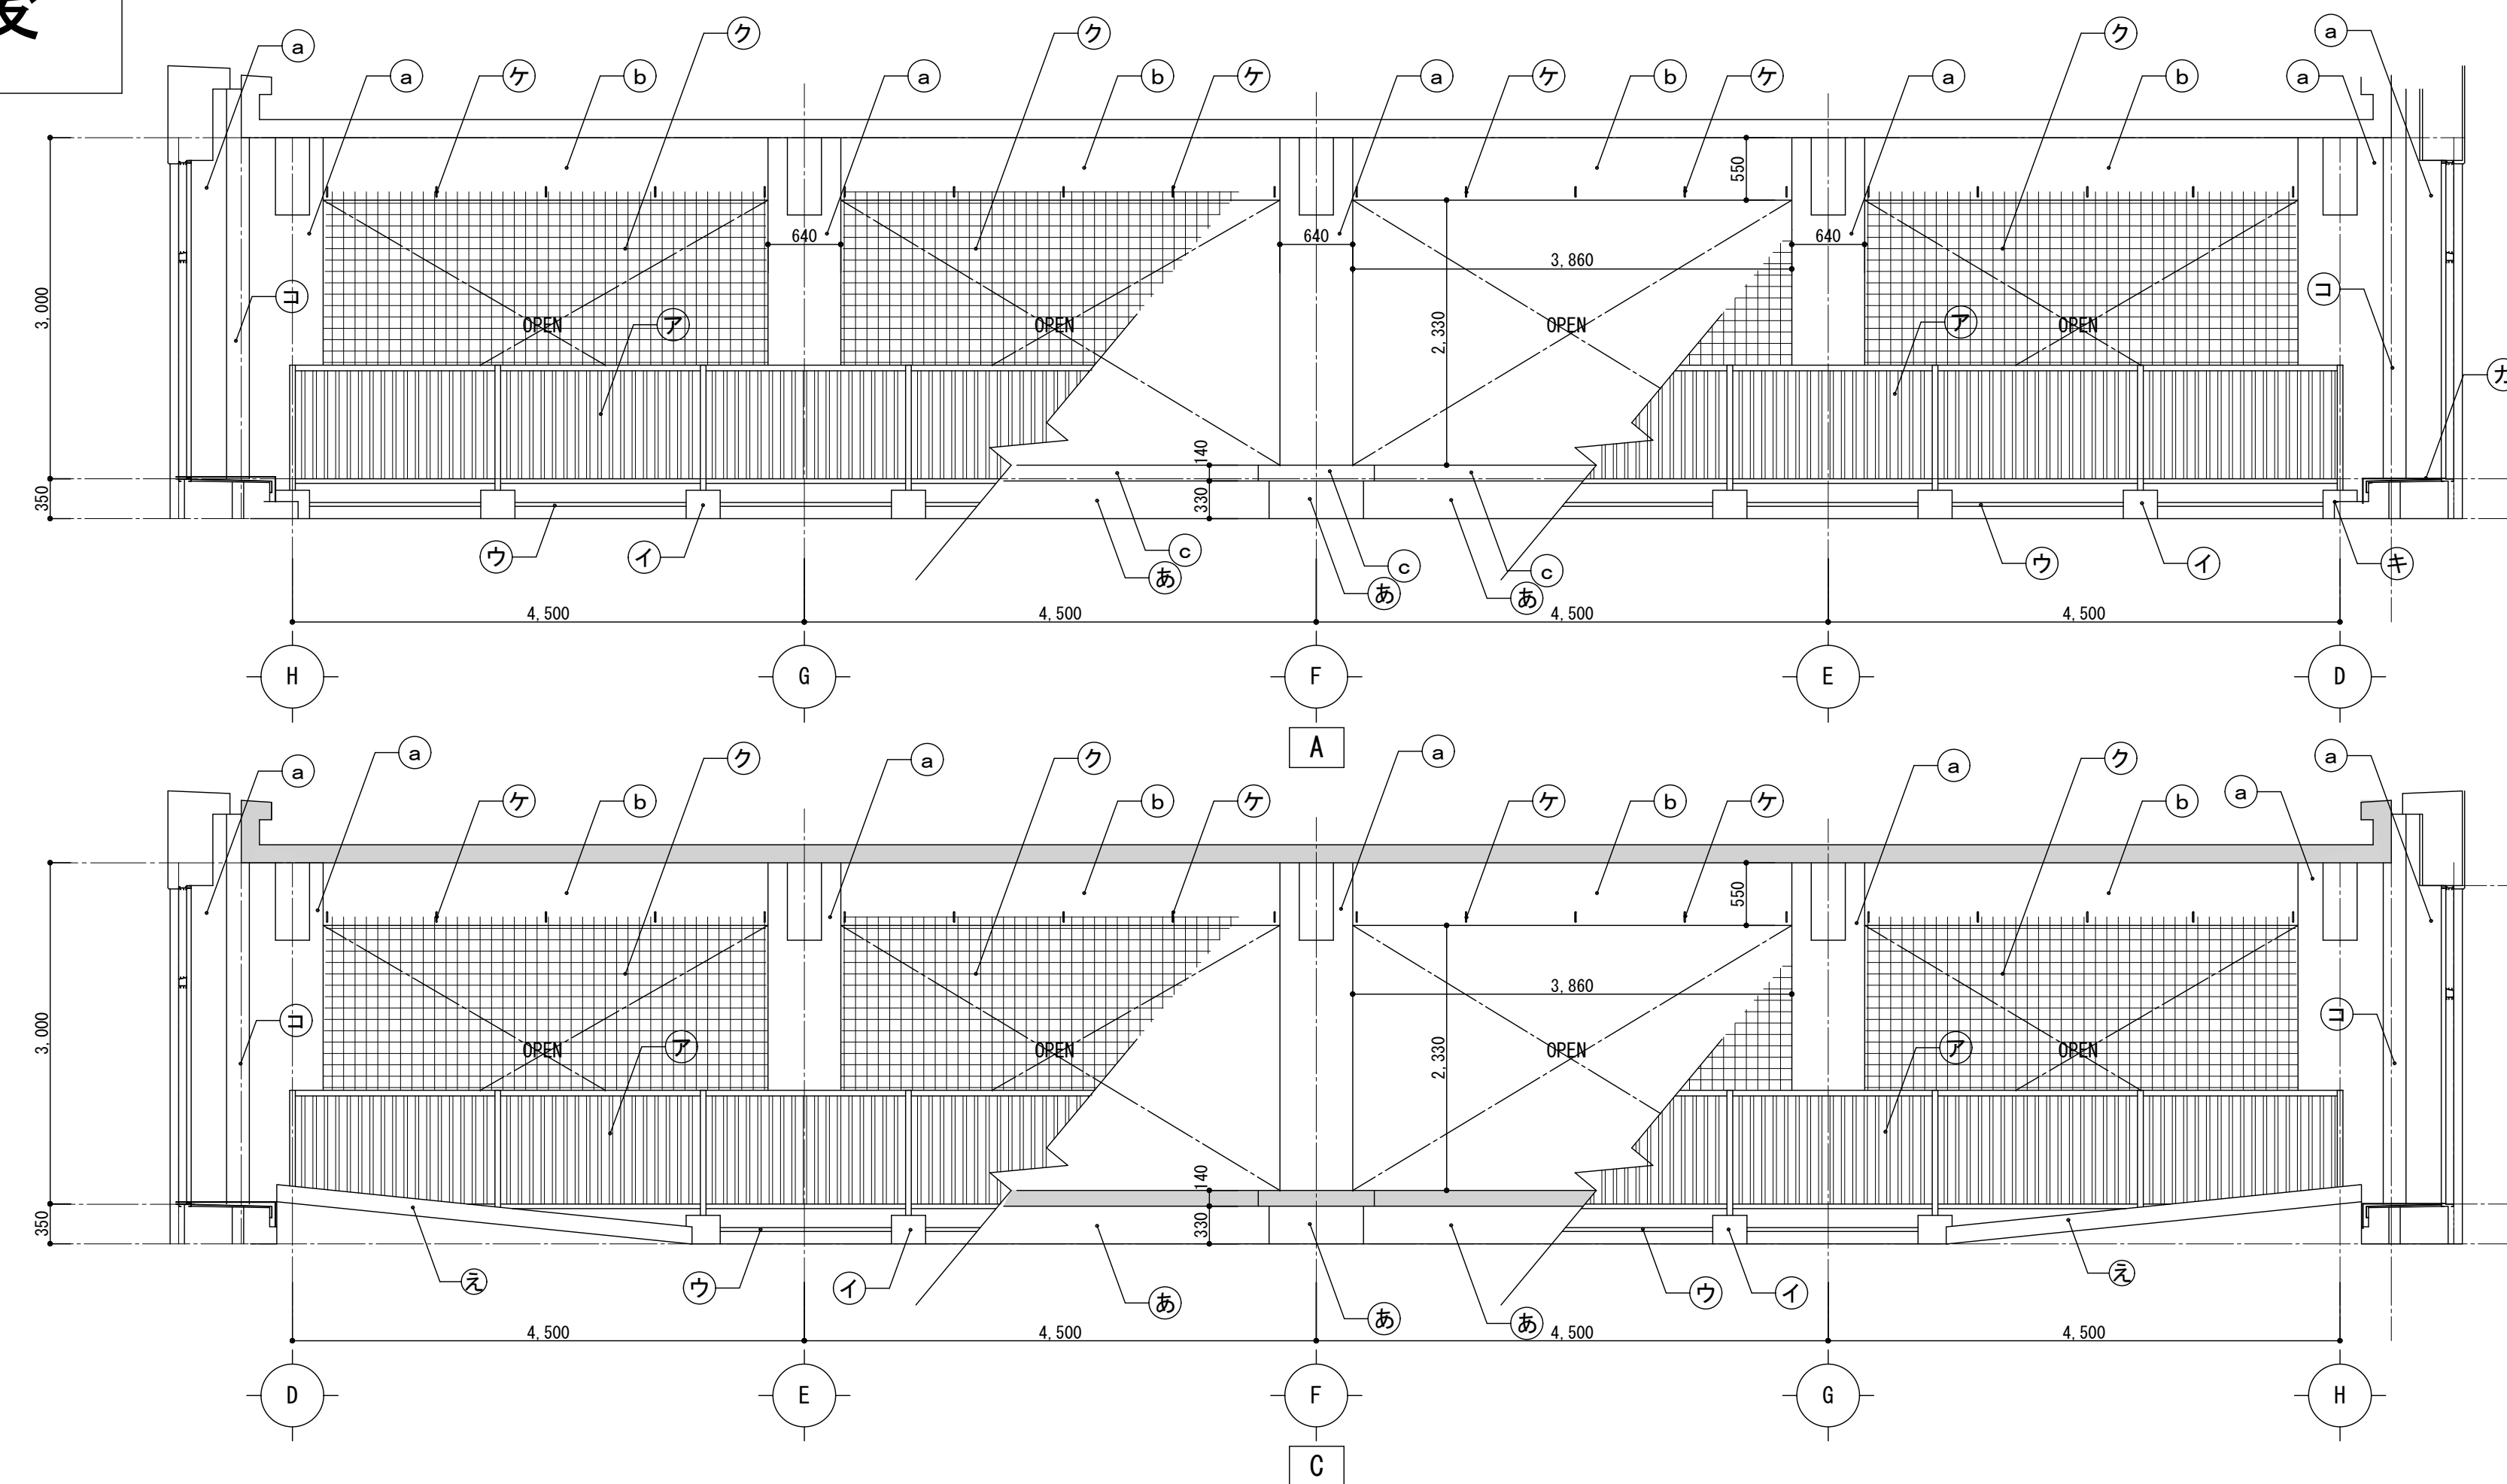 ⓐ ㋗ ㋗ ㋗ ⓐ
ⓐ ㋘ ⓑ ⓐ ⓑ ㋘ ⓐ ㋘ ⓑ ㋘ ⓐ ⓑ ⓐ
550
640 640 640
3,860
3,000 ㋙ ㋙
OPEN ㋐ OPEN 2,330 OPEN ㋐ OPEN
㋕
140
350 330
㋒ ㋑ ⓒ ⓒ ⓒ ㋒ ㋑ ㋖
あ あ あ
4,500 4,500 4,500 4,500
H G F E D
A
ⓐ ⓐ ㋗ ⓐ ㋗ ⓐ ⓐ ㋗ ⓐ
㋘ ⓑ ⓑ ㋘ ㋘ ⓑ ㋘ ⓑ ⓐ
550
3,860
3,000 ㋙ ㋙
OPEN ㋐ OPEN 2,330 OPEN ㋐ OPEN
140
350 330
え ㋒ ㋑ あ あ あ ㋒ ㋑ え
4,500 4,500 4,500 4,500
D E F G H
C